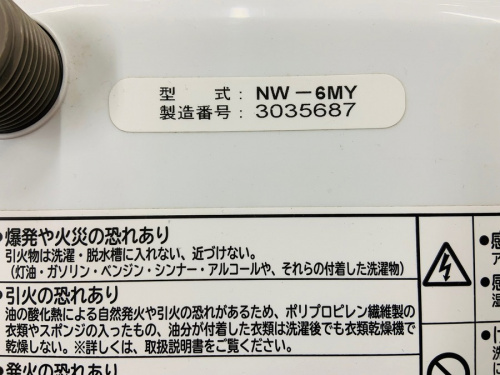 型 式: NW－6MY
製造番号: 3035687
•爆発や火災の恐れあり
引火物は洗濯・脱水槽に入れない、近づけない。
(灯油・ガソリン・ベンジン・シンナー・アルコールや、それらの付着した洗濯物)
•引火の恐れあり
油の酸化熱による自然発火や引火の恐れがあるため、ポリプロピレン繊維製の
衣類やスポンジの入ったもの、油分が付着した衣類は洗濯後でも衣類乾燥機で
乾燥しない。※詳しくは、取扱説明書をご覧ください。
•発火の恐れあり